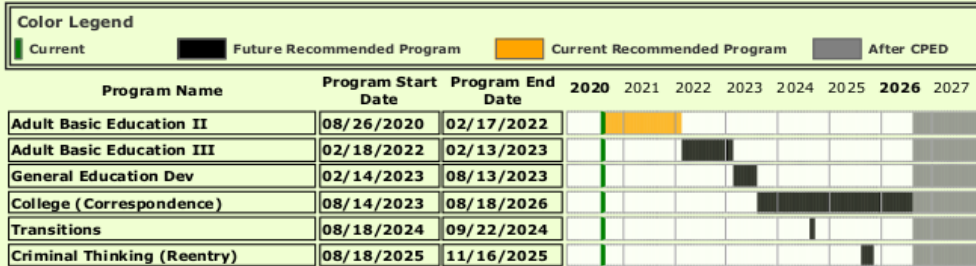 Color Legend
Current Future Recommended Program Current Recommended Program After CPED
Program Name Program Start Date Program End Date 2020 2021 2022 2023 2024 2025 2026 2027
Adult Basic Education II 08/26/2020 02/17/2022
Adult Basic Education III 02/18/2022 02/13/2023
General Education Dev 02/14/2023 08/13/2023
College (Correspondence) 08/14/2023 08/18/2026
Transitions 08/18/2024 09/22/2024
Criminal Thinking (Reentry) 08/18/2025 11/16/2025